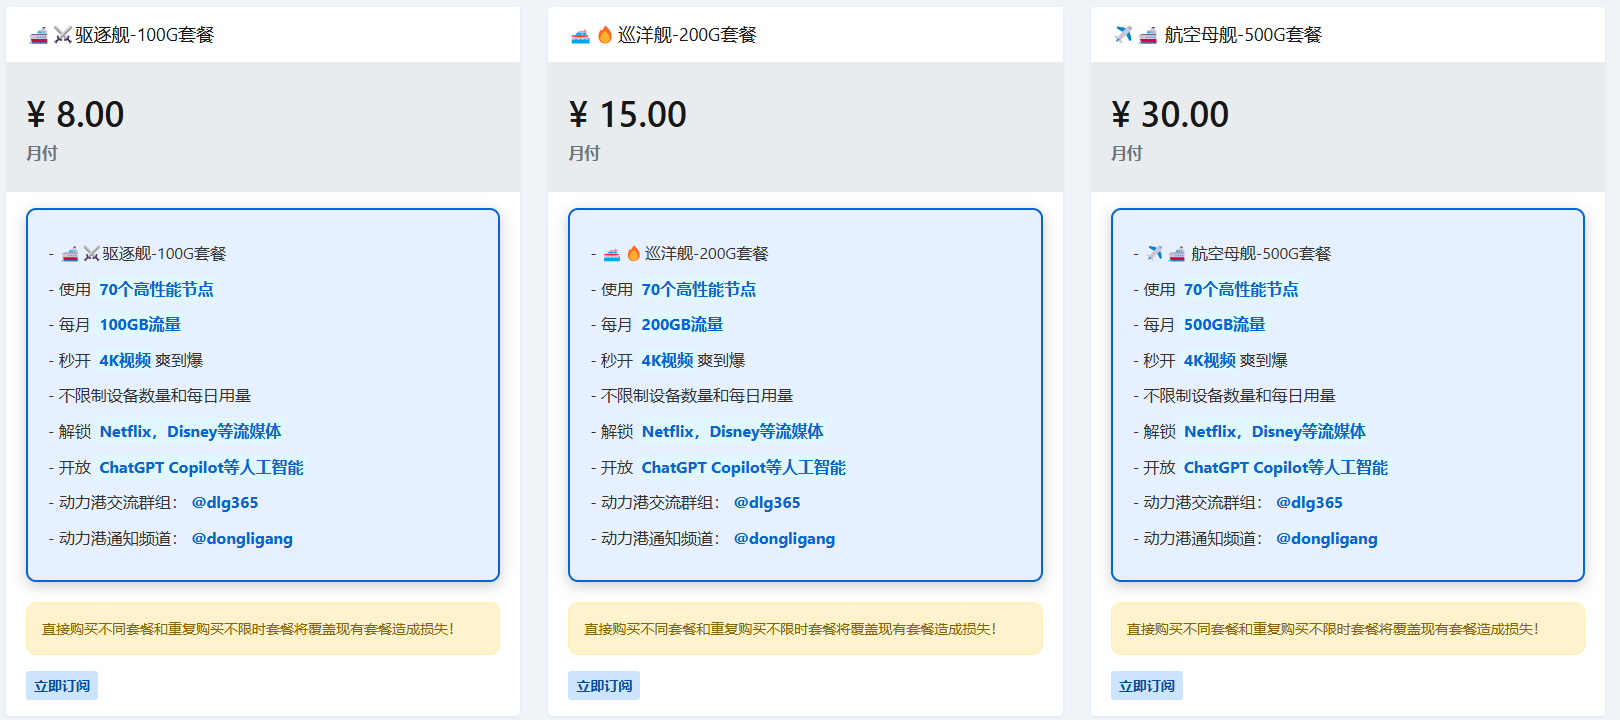 🚢⚔️驱逐舰-100G套餐
¥ 8.00
月付
- 🚢⚔️驱逐舰-100G套餐
- 使用 70个高性能节点
- 每月 100GB流量
- 秒开 4K视频 爽到爆
- 不限制设备数量和每日用量
- 解锁 Netflix，Disney等流媒体
- 开放 ChatGPT Copilot等人工智能
- 动力港交流群组： @dlg365
- 动力港通知频道： @dongligang
直接购买不同套餐和重复购买不限时套餐将覆盖现有套餐造成损失！
立即订阅
🚤🔥巡洋舰-200G套餐
¥ 15.00
月付
- 🚤🔥巡洋舰-200G套餐
- 使用 70个高性能节点
- 每月 200GB流量
- 秒开 4K视频 爽到爆
- 不限制设备数量和每日用量
- 解锁 Netflix，Disney等流媒体
- 开放 ChatGPT Copilot等人工智能
- 动力港交流群组： @dlg365
- 动力港通知频道： @dongligang
直接购买不同套餐和重复购买不限时套餐将覆盖现有套餐造成损失！
立即订阅
✈️🚢 航空母舰-500G套餐
¥ 30.00
月付
- ✈️🚢 航空母舰-500G套餐
- 使用 70个高性能节点
- 每月 500GB流量
- 秒开 4K视频 爽到爆
- 不限制设备数量和每日用量
- 解锁 Netflix，Disney等流媒体
- 开放 ChatGPT Copilot等人工智能
- 动力港交流群组： @dlg365
- 动力港通知频道： @dongligang
直接购买不同套餐和重复购买不限时套餐将覆盖现有套餐造成损失！
立即订阅